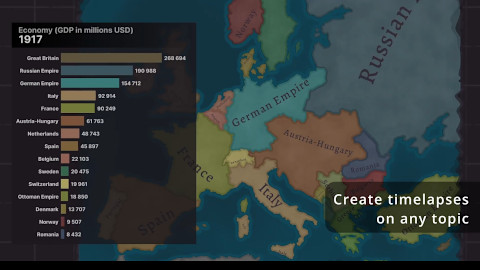 Economy (GDP in millions USD)
1917
Great Britain 268 694
Russian Empire 190 988
German Empire 154 712
Italy 92 914
France 90 249
Austria-Hungary 61 763
Netherlands 48 743
Spain 45 897
Belgium 22 103
Sweden 20 475
Switzerland 19 961
Ottoman Empire 18 850
Denmark 13 707
Norway 9 507
Romania 8 432
Norway
Russian
German Empire
Austria-Hungary
Romania
France
Italy
Spain
Create timelapses
on any topic